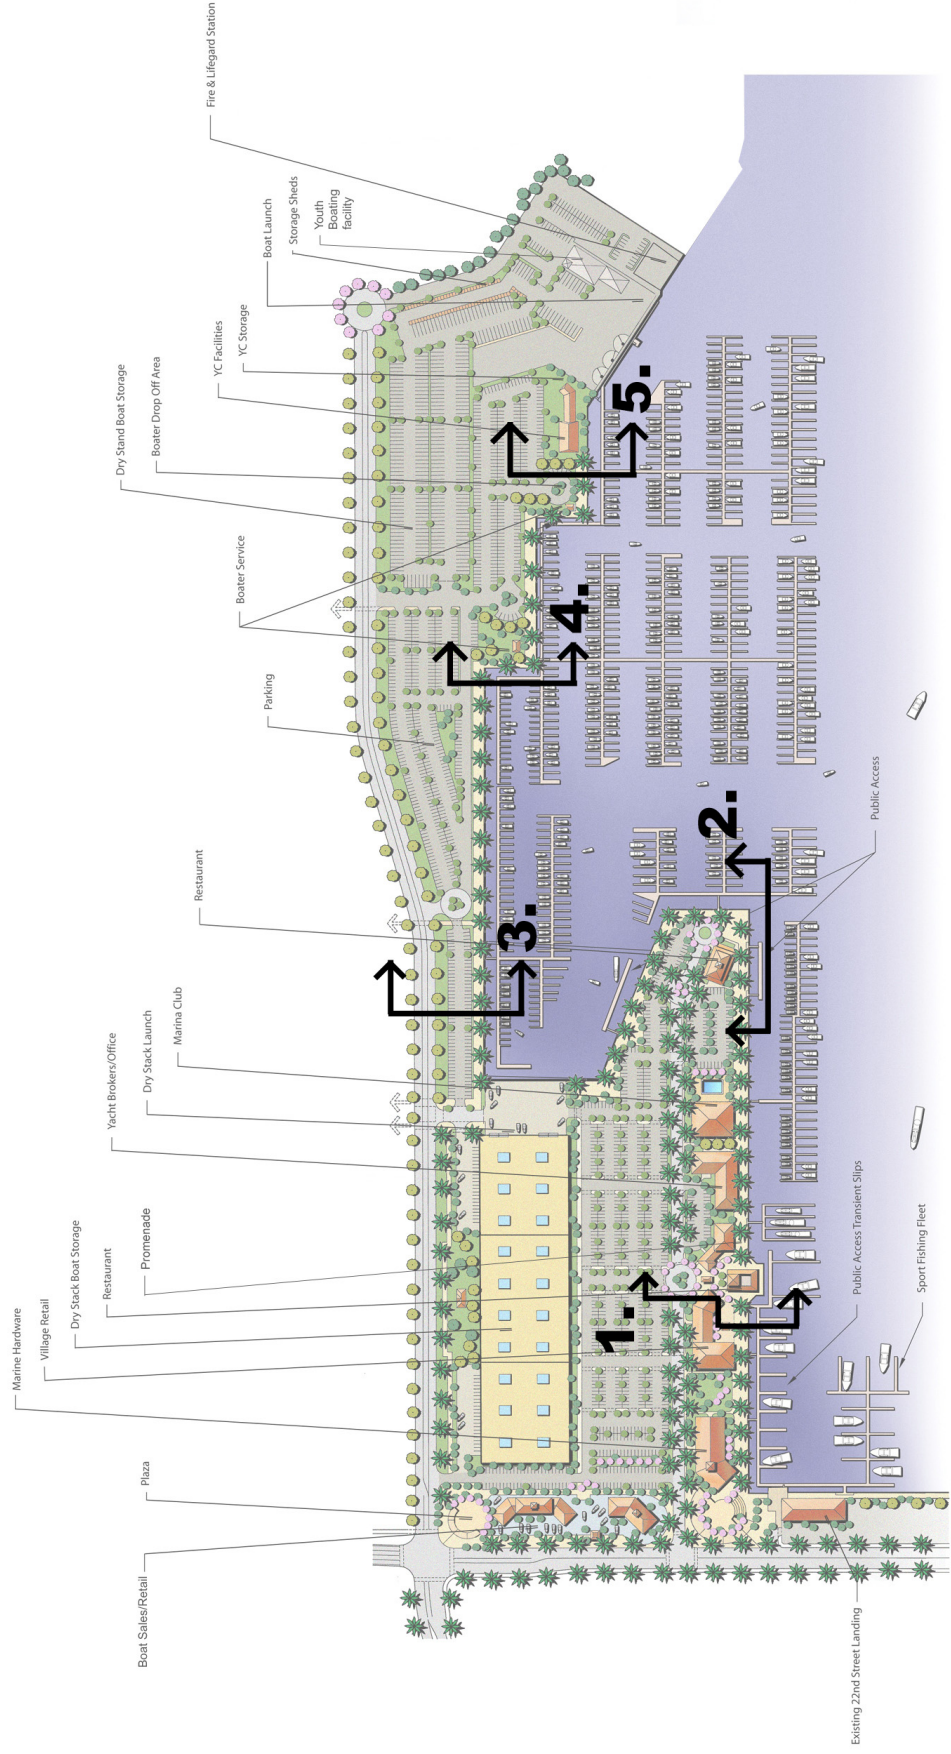 Boat Sales/Retail
Plaza
Marine Hardware
Village Retail
Dry Stack Boat Storage
Restaurant
Promenade
Yacht Brokers/Office
Dry Stack Launch
Marina Club
Restaurant
Parking
Boater Service
Dry Stand Boat Storage
Boater Drop Off Area
YC Facilities
YC Storage
Boat Launch
Storage Sheds
Youth
Boating
facility
Fire & Lifegard Station
1.
2.
3.
4.
5.
Existing 22nd Street Landing
Public Access Transient Slips
Sport Fishing Fleet
Public Access